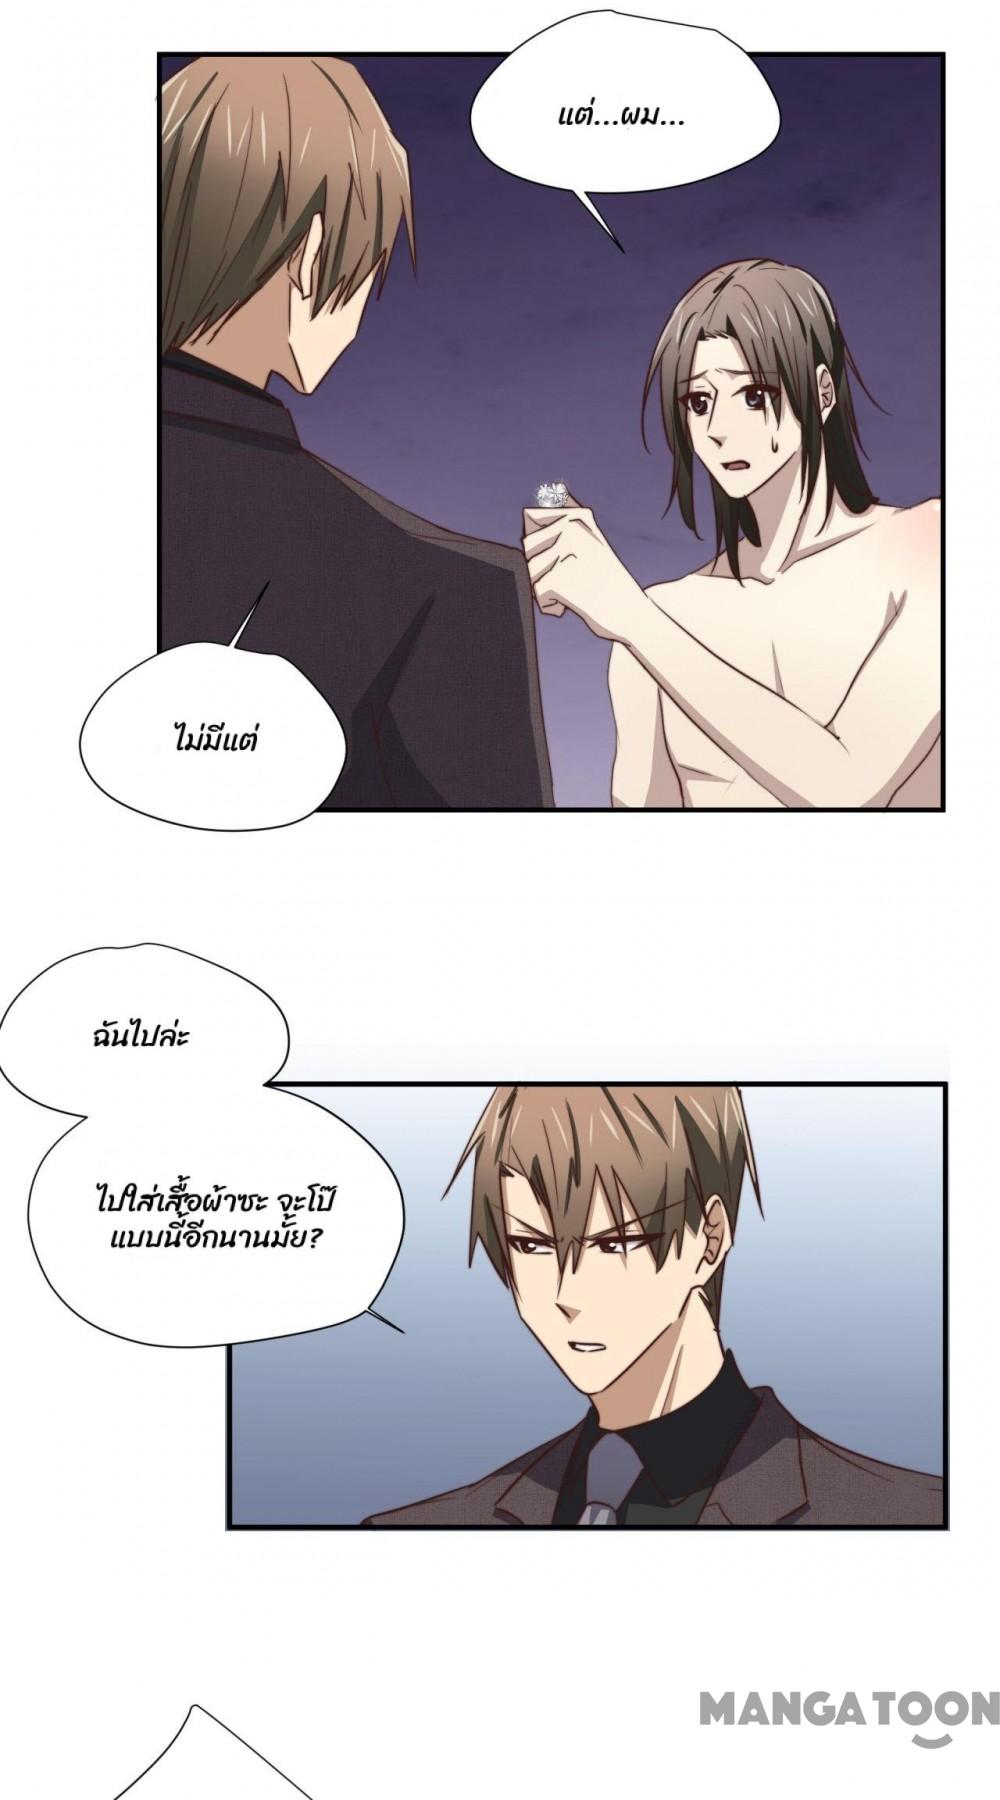 แต่...ผม...
ไม่มีแต่
ฉันไปล่ะ
ไปใส่เสื้อผ้าซะ จะโป๊
แบบนี้อีกนานมั้ย?
MANGATOON